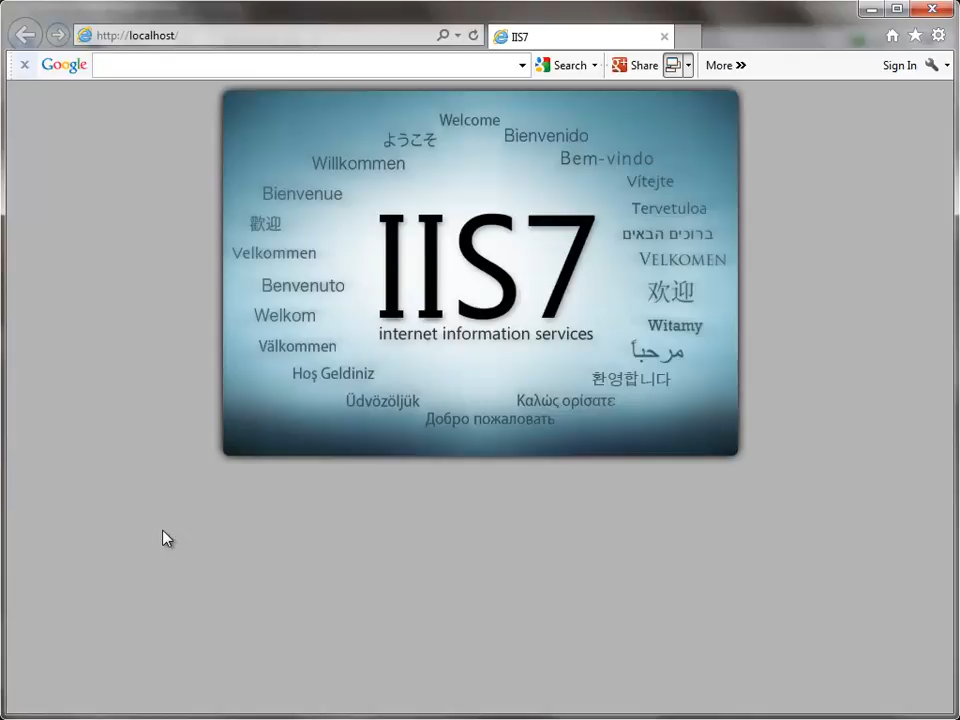 http://localhost/
IIS7
Google
Search
Share
More »
Sign In
Welcome
ようこそ
Bienvenido
Willkommen
Bem-vindo
Bienvenue
Vítejte
歡迎
Tervetuloa
Velkommen
ברוכים הבאים
VELKOMEN
Benvenuto
欢迎
Welkom
Witamy
Välkommen
مرحباً
Hoş Geldiniz
환영합니다
Üdvözöljük
Καλώς ορίσατε
Добро пожаловать
IIS7
internet information services